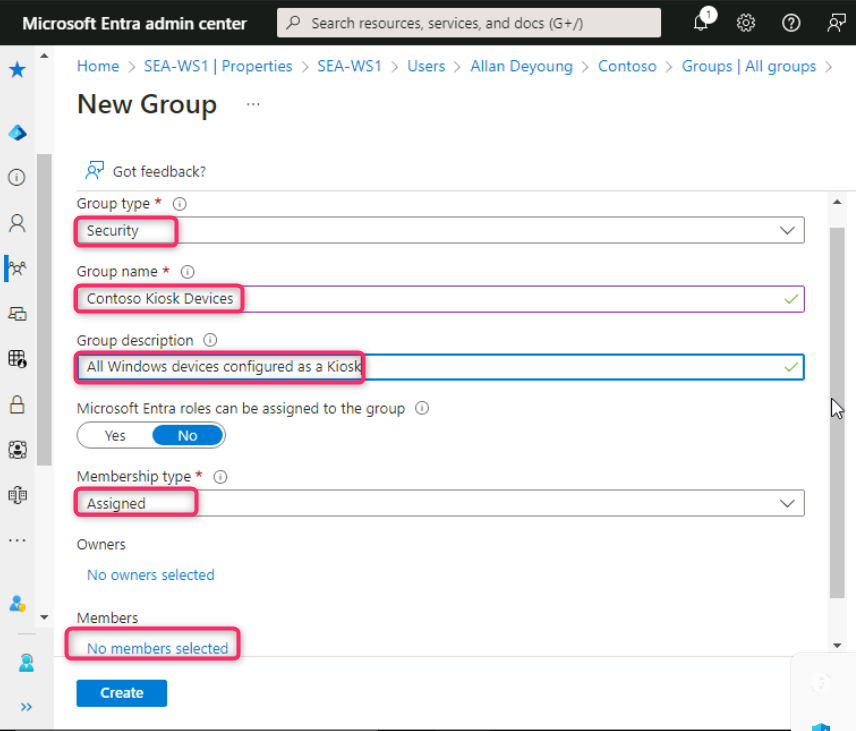 Microsoft Entra admin center
Search resources, services, and docs (G+/)
1
Home > SEA-WS1 | Properties > SEA-WS1 > Users > Allan Deyoung > Contoso > Groups | All groups >
New Group ...
Got feedback?
Group type *
Security
Group name *
Contoso Kiosk Devices
Group description
All Windows devices configured as a Kiosk
Microsoft Entra roles can be assigned to the group
Yes No
Membership type *
Assigned
Owners
No owners selected
Members
No members selected
Create